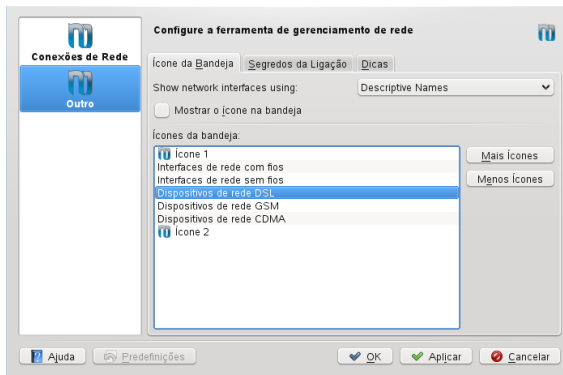 Configure a ferramenta de gerenciamento de rede
Conexões de Rede
Outro
Ícone da Bandeja
Segredos da Ligação
Dicas
Show network interfaces using:
Descriptive Names
Mostrar o ícone na bandeja
Ícones da bandeja:
Ícone 1
Interfaces de rede com fios
Interfaces de rede sem fios
Dispositivos de rede DSL
Dispositivos de rede GSM
Dispositivos de rede CDMA
Ícone 2
Mais Ícones
Menos Ícones
Ajuda
Predefinições
OK
Aplicar
Cancelar